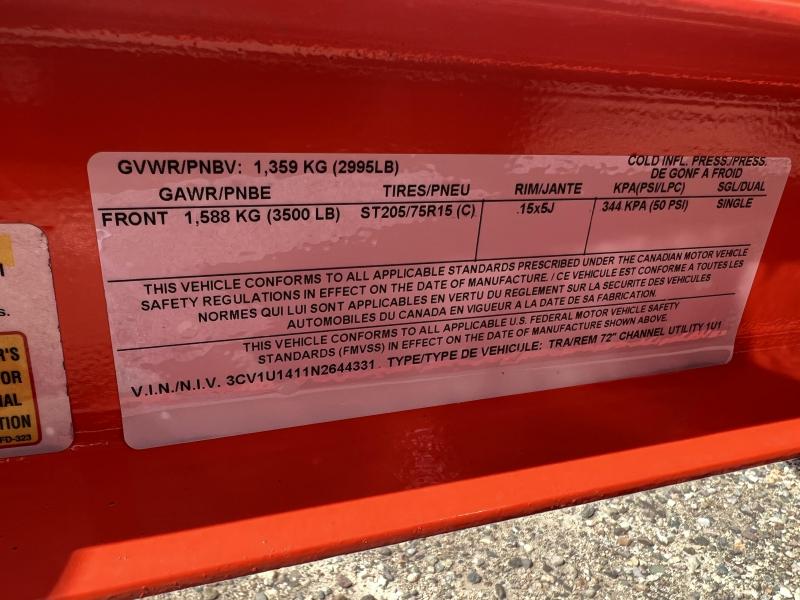 GVWR/PNBV: 1,359 KG (2995LB)
COLD INFL. PRESS./PRESS.
DE GONF A FROID
GAWR/PNBE TIRES/PNEU RIM/JANTE KPA(PSI/LPC) SGL/DUAL
FRONT 1,588 KG (3500 LB) ST205/75R15 (C) .15x5J 344 KPA (50 PSI) SINGLE
THIS VEHICLE CONFORMS TO ALL APPLICABLE STANDARDS PRESCRIBED UNDER THE CANADIAN MOTOR VEHICLE
SAFETY REGULATIONS IN EFFECT ON THE DATE OF MANUFACTURE. / CE VEHICULE EST CONFORME A TOUTES LES
NORMES QUI LUI SONT APPLICABLES EN VERTU DU REGLEMENT SUR LA SECURITE DES VEHICULES
AUTOMOBILES DU CANADA EN VIGUEUR A LA DATE DE SA FABRICATION.
THIS VEHICLE CONFORMS TO ALL APPLICABLE U.S. FEDERAL MOTOR VEHICLE SAFETY
STANDARDS (FMVSS) IN EFFECT ON THE DATE OF MANUFACTURE SHOWN ABOVE.
V.I.N./N.I.V. 3CV1U1411N2644331. TYPE/TYPE DE VEHICULE: TRA/REM 72" CHANNEL UTILITY 1U1
S.
R'S
OR
AL
TION
FD-323